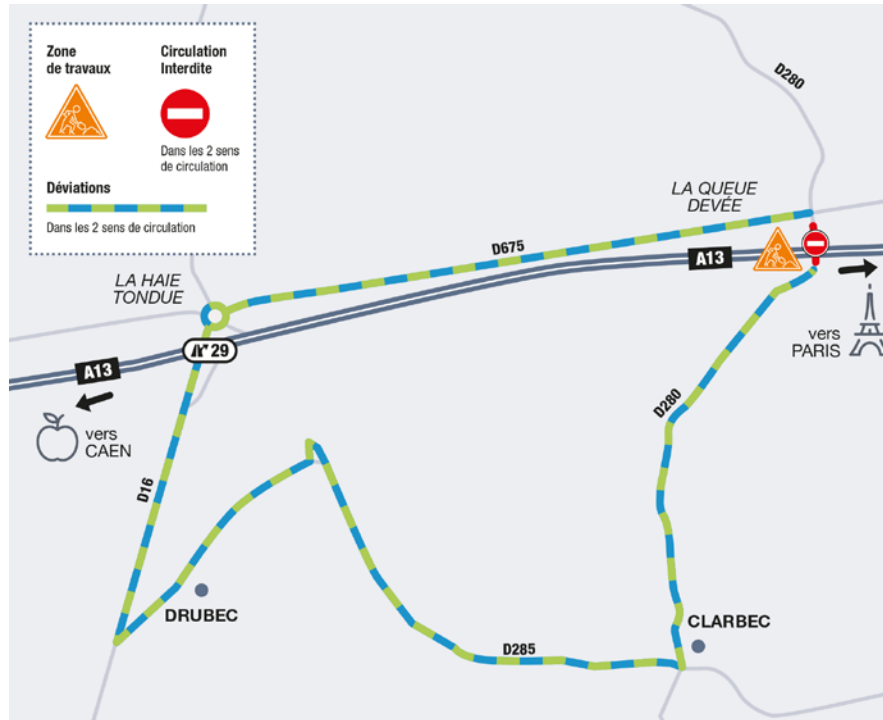 Zone
de travaux
Circulation
Interdite
Dans les 2 sens
de circulation
Déviations
Dans les 2 sens de circulation
D280
LA QUEUE
DEVÉE
D675
A13
LA HAIE
TONDUE
29
vers
PARIS
A13
vers
CAEN
D280
D16
DRUBEC
CLARBEC
D285